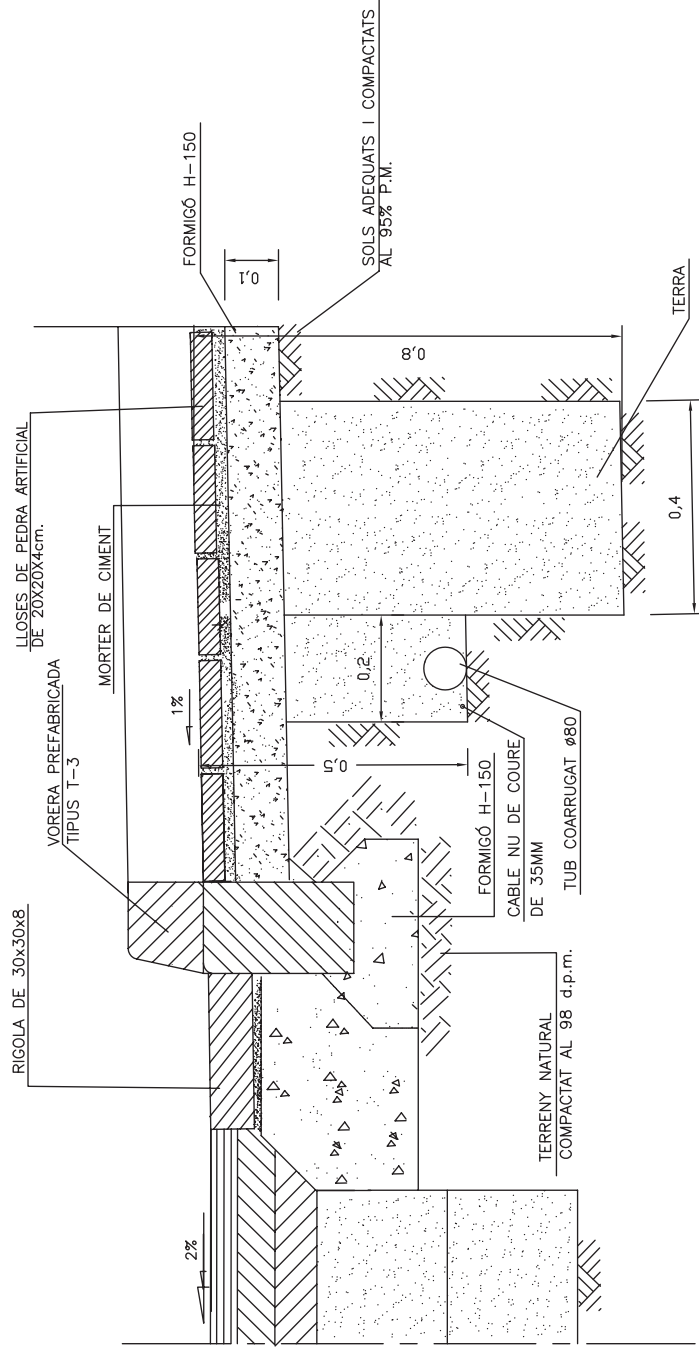 RIGOLA DE 30x30x8
VORERA PREFABRICADA
TIPUS T-3
LLOSES DE PEDRA ARTIFICIAL
DE 20X20X4cm.
MORTER DE CIMENT
FORMIGÓ H-150
2%
1%
0,1
SOLS ADEQUATS I COMPACTATS
AL 95% P.M.
0,8
0,2
0,5
0,4
TERRA
FORMIGÓ H-150
CABLE NU DE COURE
DE 35MM
TUB COARRUGAT ø80
TERRENY NATURAL
COMPACTAT AL 98 d.p.m.